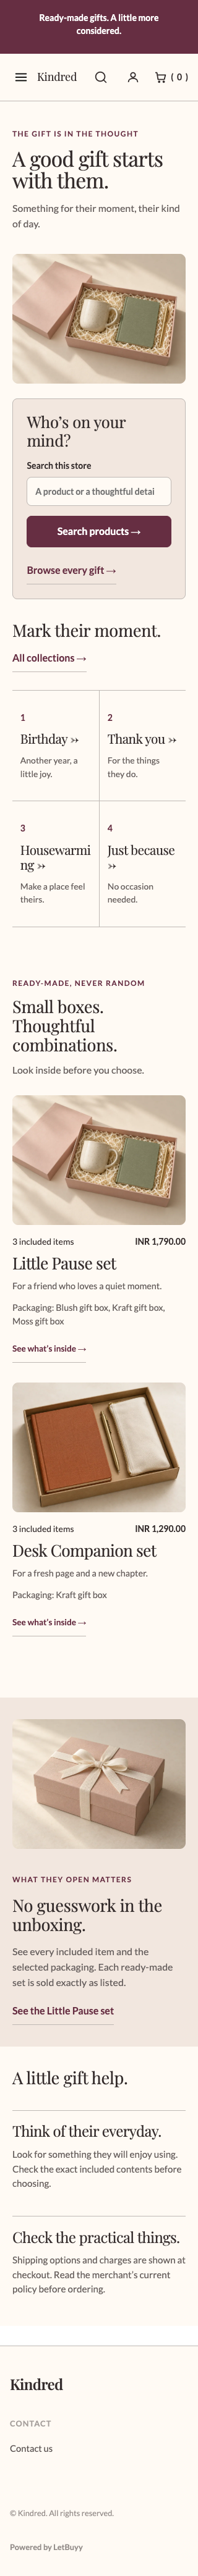 Ready-made gifts. A little more
considered.
Kindred
( 0 )
THE GIFT IS IN THE THOUGHT
A good gift starts
with them.
Something for their moment, their kind
of day.
Who’s on your
mind?
Search this store
A product or a thoughtful detai
Search products →
Browse every gift →
Mark their moment.
All collections →
1
Birthday →
Another year, a
little joy.
2
Thank you →
For the things
they do.
3
Housewarmi
ng →
Make a place feel
theirs.
4
Just because
→
No occasion
needed.
READY-MADE, NEVER RANDOM
Small boxes.
Thoughtful
combinations.
Look inside before you choose.
3 included items INR 1,790.00
Little Pause set
For a friend who loves a quiet moment.
Packaging: Blush gift box, Kraft gift box,
Moss gift box
See what’s inside →
3 included items INR 1,290.00
Desk Companion set
For a fresh page and a new chapter.
Packaging: Kraft gift box
See what’s inside →
WHAT THEY OPEN MATTERS
No guesswork in the
unboxing.
See every included item and the
selected packaging. Each ready-made
set is sold exactly as listed.
See the Little Pause set
A little gift help.
Think of their everyday.
Look for something they will enjoy using.
Check the exact included contents before
choosing.
Check the practical things.
Shipping options and charges are shown at
checkout. Read the merchant’s current
policy before ordering.
Kindred
CONTACT
Contact us
© Kindred. All rights reserved.
Powered by LetBuyy